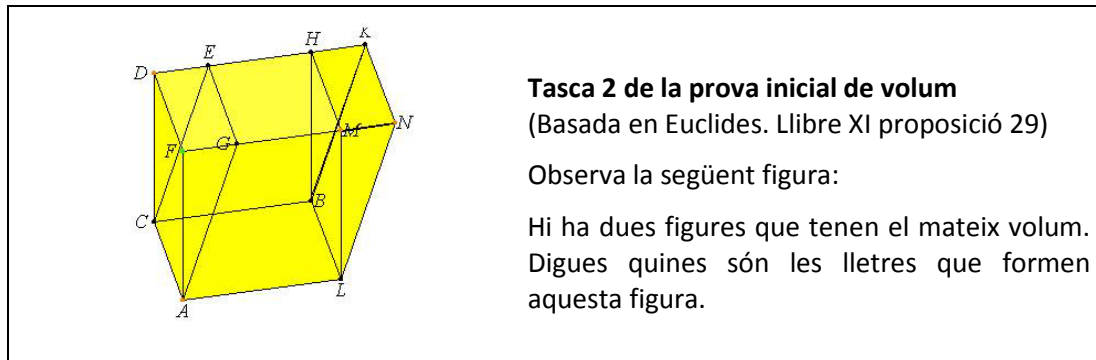 K
H
E
D
N
M
G
F
B
C
L
A
Tasca 2 de la prova inicial de volum
(Basada en Euclides. Llibre XI proposició 29)
Observa la següent figura:
Hi ha dues figures que tenen el mateix volum.
Digues quines són les lletres que formen
aquesta figura.